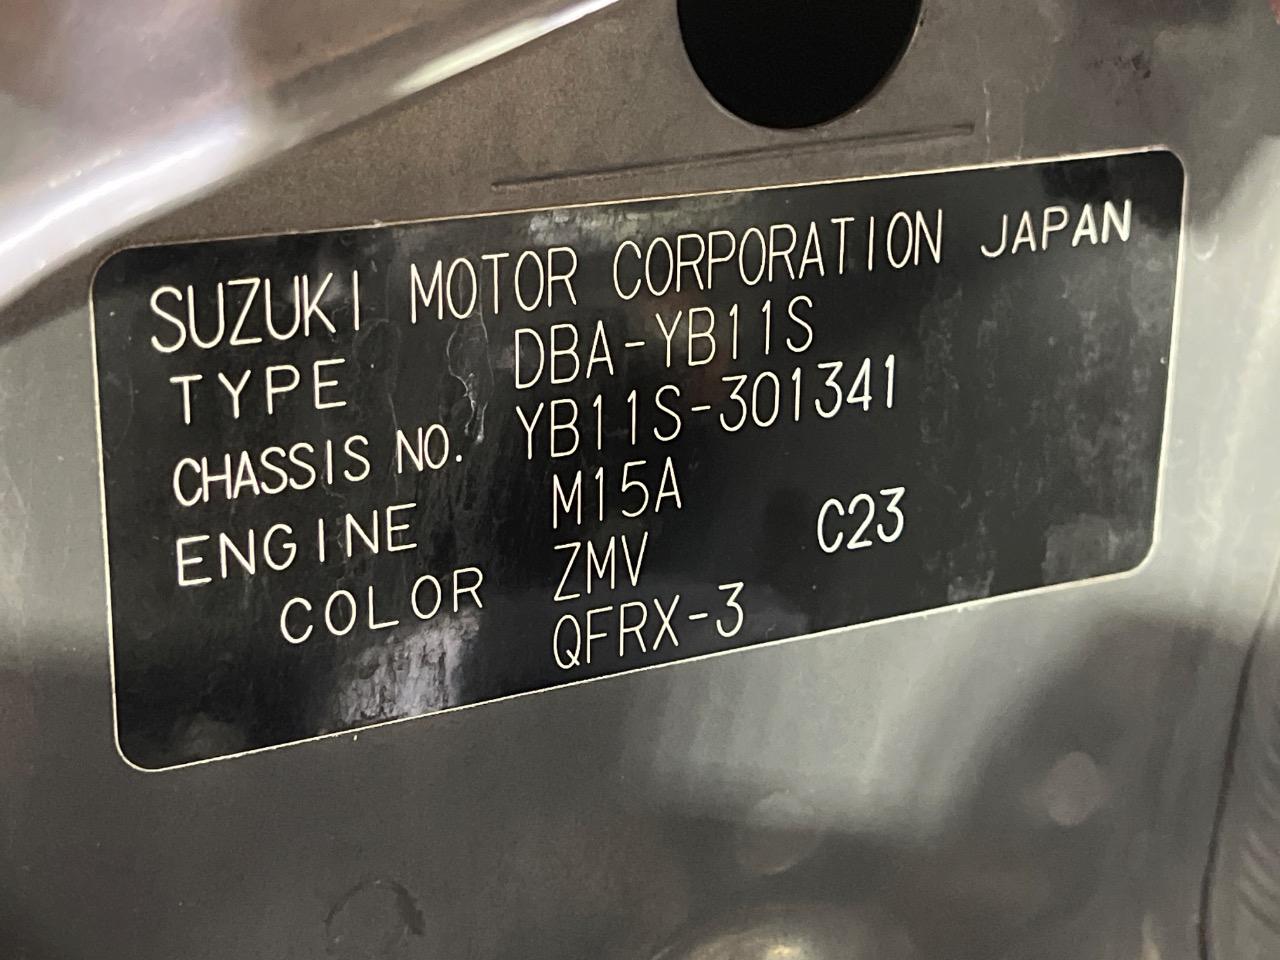 SUZUKI MOTOR CORPORATION JAPAN
TYPE DBA-YB11S
CHASSIS NO. YB11S-301341
ENGINE M15A
COLOR ZMV C23
QFRX-3